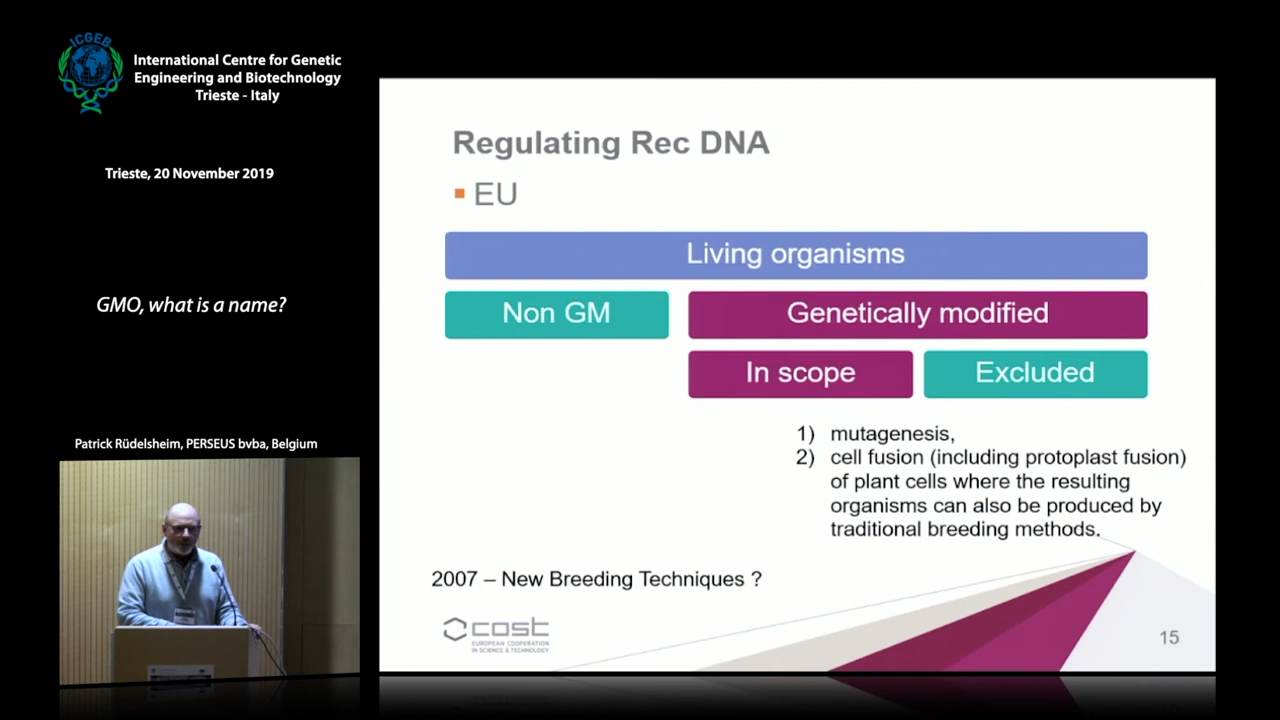 ICGEB
International Centre for Genetic
Engineering and Biotechnology
Trieste - Italy
Trieste, 20 November 2019
GMO, what is a name?
Patrick Rüdelsheim, PERSEUS bvba, Belgium
Regulating Rec DNA
EU
Living organisms
Non GM
Genetically modified
In scope
Excluded
1) mutagenesis,
2) cell fusion (including protoplast fusion)
of plant cells where the resulting
organisms can also be produced by
traditional breeding methods.
2007 – New Breeding Techniques ?
cost
EUROPEAN COOPERATION
IN SCIENCE & TECHNOLOGY
15